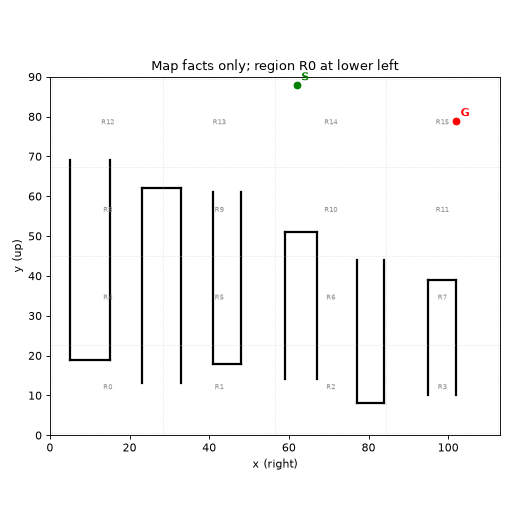 Map facts only; region R0 at lower left
S
G
R12
R13
R14
R15
R8
R9
R10
R11
R4
R5
R6
R7
R0
R1
R2
R3
90
80
70
60
50
40
30
20
10
0
0
20
40
60
80
100
x (right)
y (up)